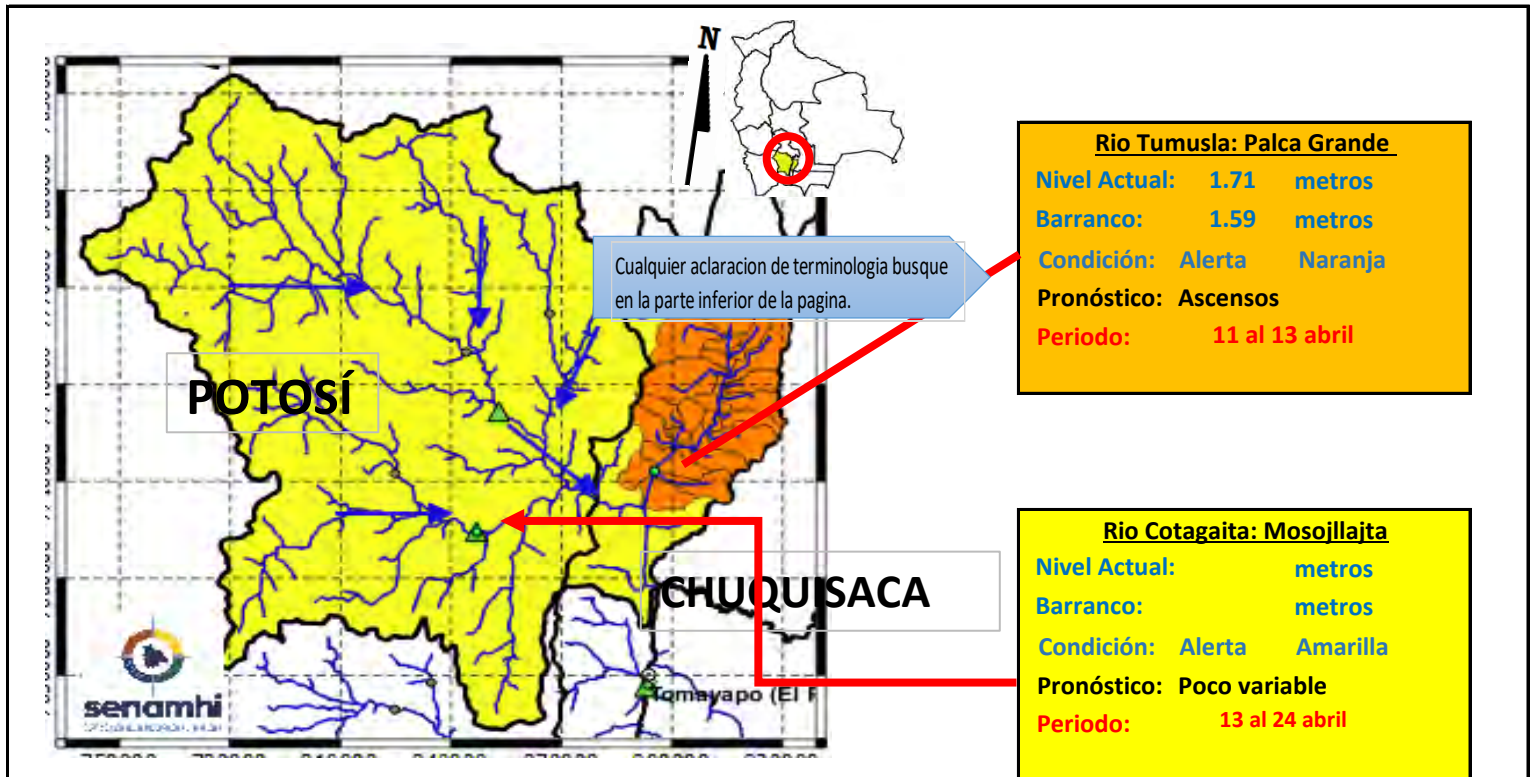 N
Rio Tumusla: Palca Grande
Nivel Actual: 1.71 metros
Barranco: 1.59 metros
Condición: Alerta Naranja
Pronóstico: Ascensos
Periodo: 11 al 13 abril
Cualquier aclaracion de terminologia busque
en la parte inferior de la pagina.
POTOSÍ
CHUQUISACA
Rio Cotagaita: Mosojllajta
Nivel Actual: metros
Barranco: metros
Condición: Alerta Amarilla
Pronóstico: Poco variable
Periodo: 13 al 24 abril
Tomayapo (El
senamhi